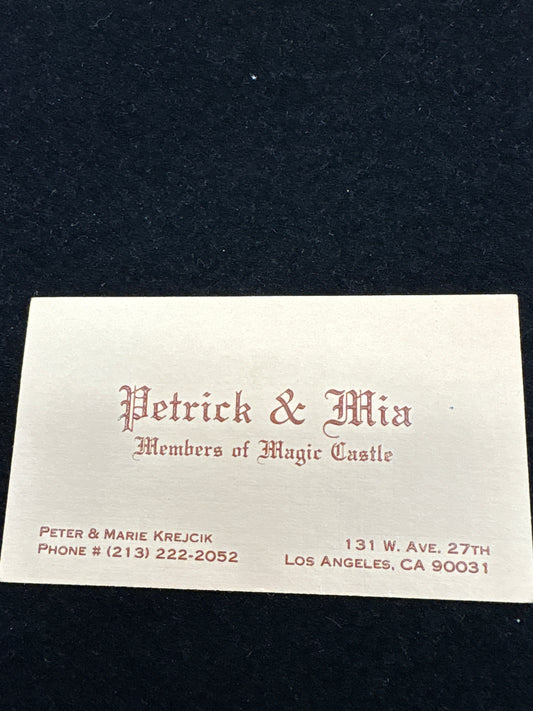 Petrick & Mia
Members of Magic Castle
PETER & MARIE KREJCIK
PHONE # (213) 222-2052
131 W. AVE. 27TH
LOS ANGELES, CA 90031